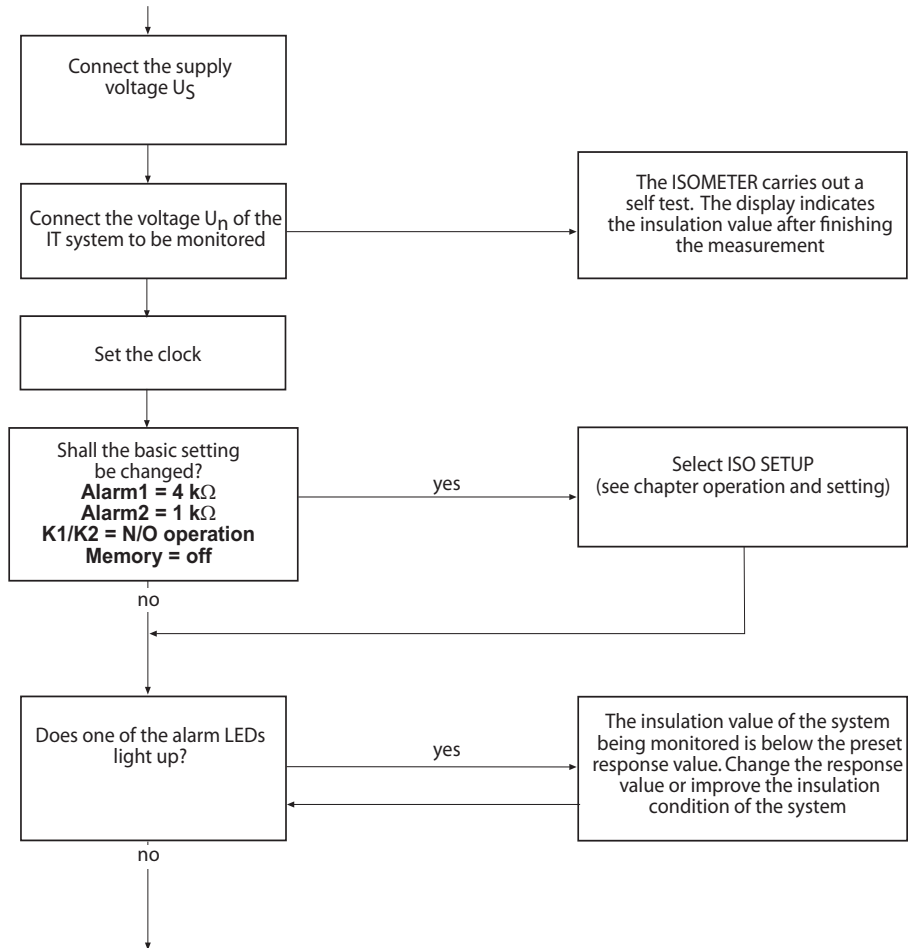 Connect the supply
voltage US
Connect the voltage Un of the
IT system to be monitored
The ISOMETER carries out a
self test. The display indicates
the insulation value after finishing
the measurement
Set the clock
Shall the basic setting
be changed?
Alarm1 = 4 kΩ
Alarm2 = 1 kΩ
K1/K2 = N/O operation
Memory = off
yes
Select ISO SETUP
(see chapter operation and setting)
no
Does one of the alarm LEDs
light up?
yes
The insulation value of the system
being monitored is below the preset
response value. Change the response
value or improve the insulation
condition of the system
no